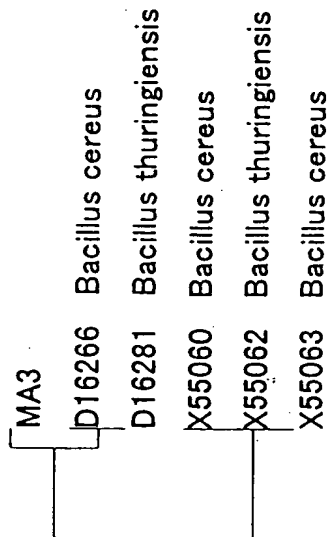 MA3
D16266 Bacillus cereus
D16281 Bacillus thuringiensis
X55060 Bacillus cereus
X55062 Bacillus thuringiensis
X55063 Bacillus cereus